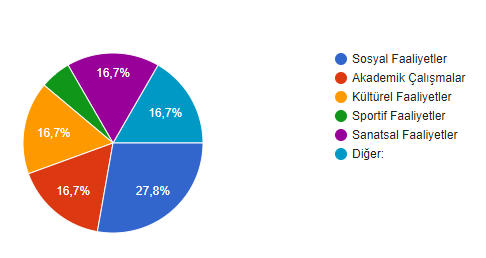 16,7%
16,7%
16,7%
16,7%
27,8%
Sosyal Faaliyetler
Akademik Çalışmalar
Kültürel Faaliyetler
Sportif Faaliyetler
Sanatsal Faaliyetler
Diğer: